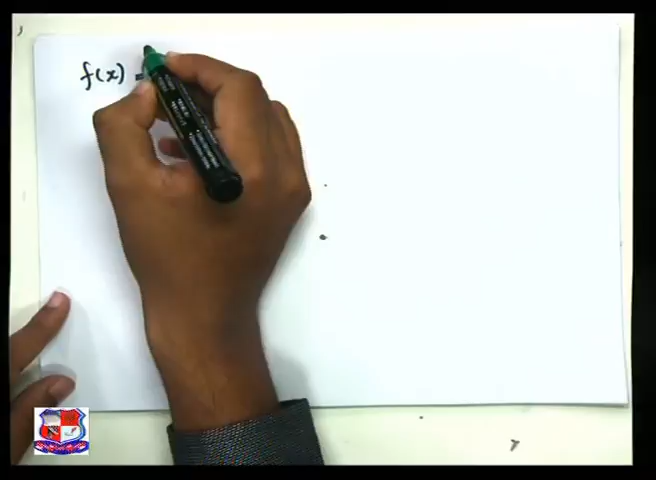 f(x) =